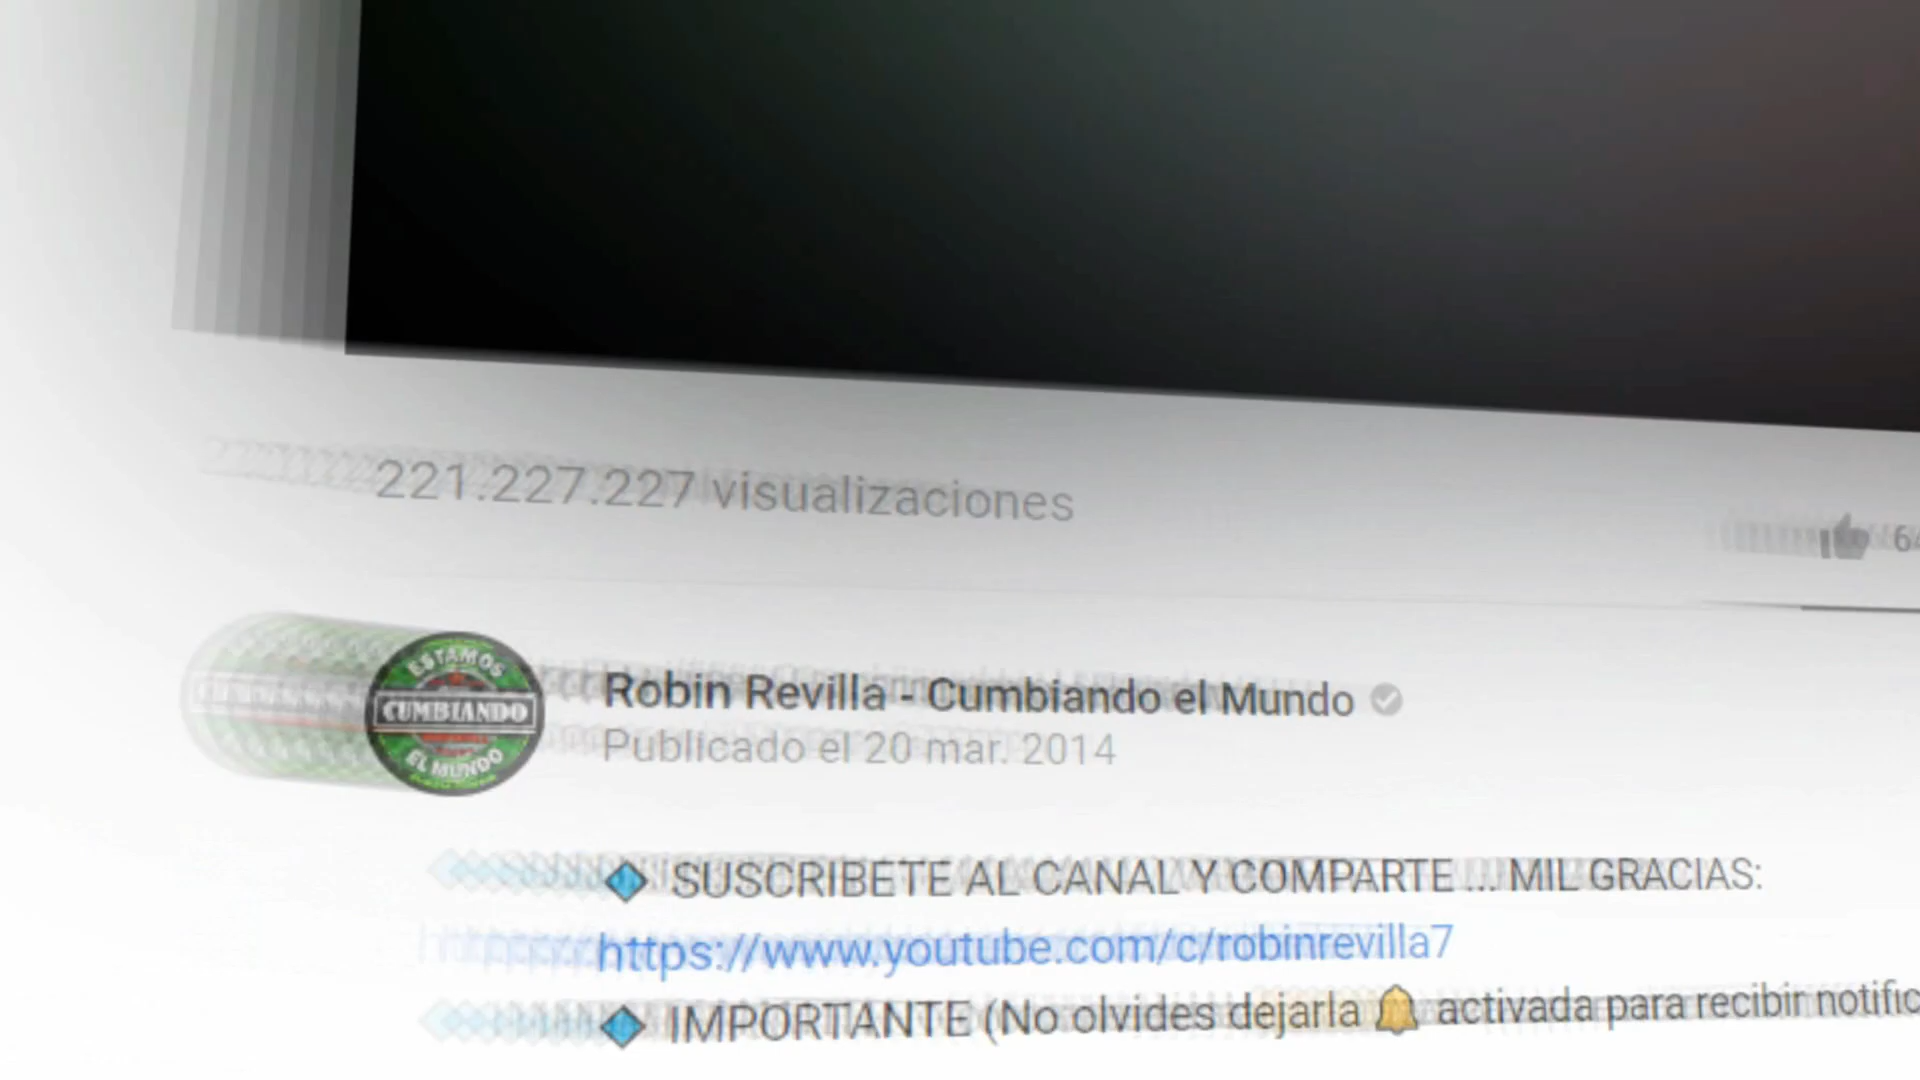 221.227.227 visualizaciones
ESTAMOS
CUMBIANDO
EL MUNDO
Robin Revilla - Cumbiando el Mundo
Publicado el 20 mar. 2014
SUSCRIBETE AL CANAL Y COMPARTE ... MIL GRACIAS:
https://www.youtube.com/c/robinrevilla7
IMPORTANTE (No olvides dejarla 🔔 activada para recibir